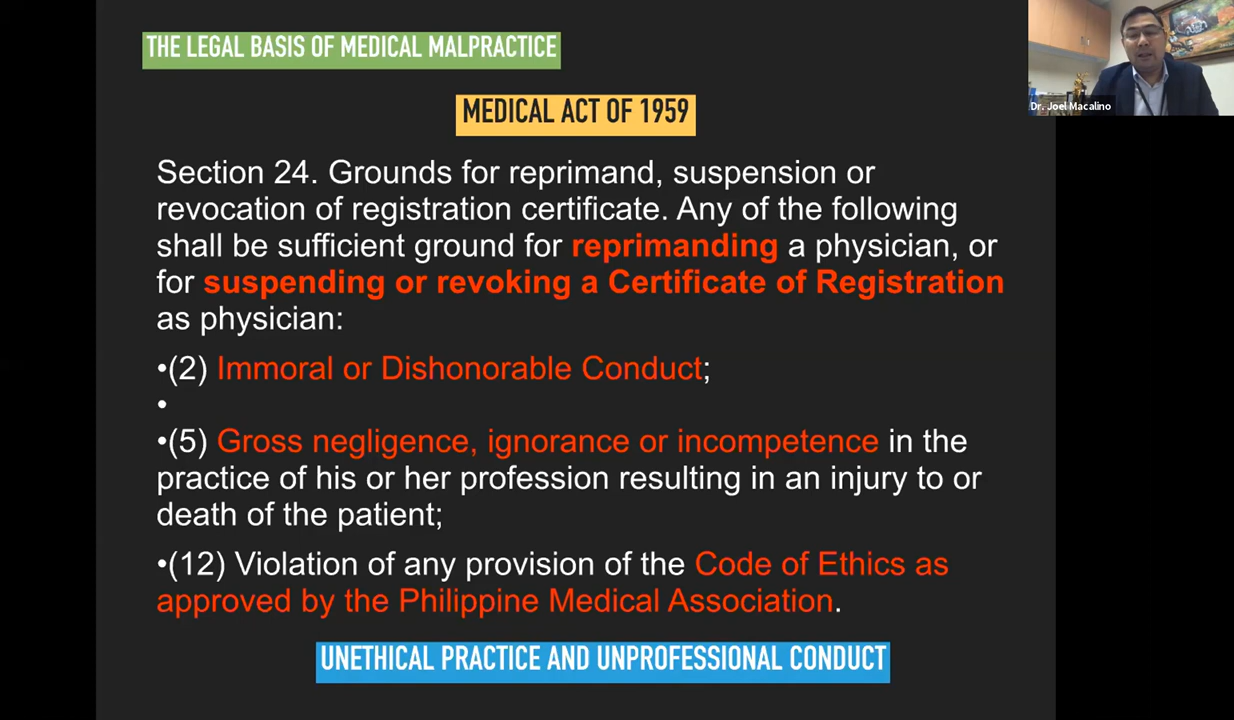 THE LEGAL BASIS OF MEDICAL MALPRACTICE
Dr. Joel Macalino
MEDICAL ACT OF 1959
Section 24. Grounds for reprimand, suspension or
revocation of registration certificate. Any of the following
shall be sufficient ground for reprimanding a physician, or
for suspending or revoking a Certificate of Registration
as physician:
•(2) Immoral or Dishonorable Conduct;
•
•(5) Gross negligence, ignorance or incompetence in the
practice of his or her profession resulting in an injury to or
death of the patient;
•(12) Violation of any provision of the Code of Ethics as
approved by the Philippine Medical Association.
UNETHICAL PRACTICE AND UNPROFESSIONAL CONDUCT